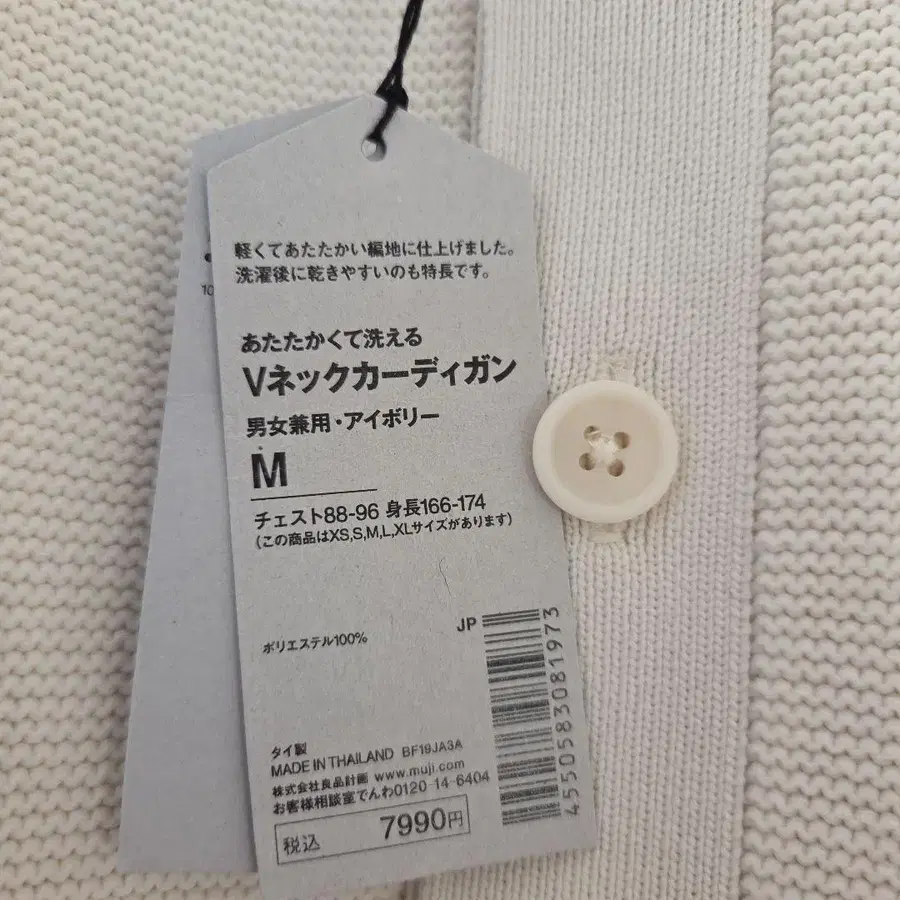 軽くてあたたかい編地に仕上げました。
洗濯後に乾きやすいのも特長です。
あたたかくて洗える
Vネックカーディガン
男女兼用・アイボリー
M
チェスト88-96 身長166-174
(この商品はXS,S,M,L,XLサイズがあります)
ポリエステル100%
JP
4550583081973
タイ製
MADE IN THAILAND BF19JA3A
株式会社良品計画 www.muji.com
お客様相談室でんわ0120-14-6404
税込 7990円
10